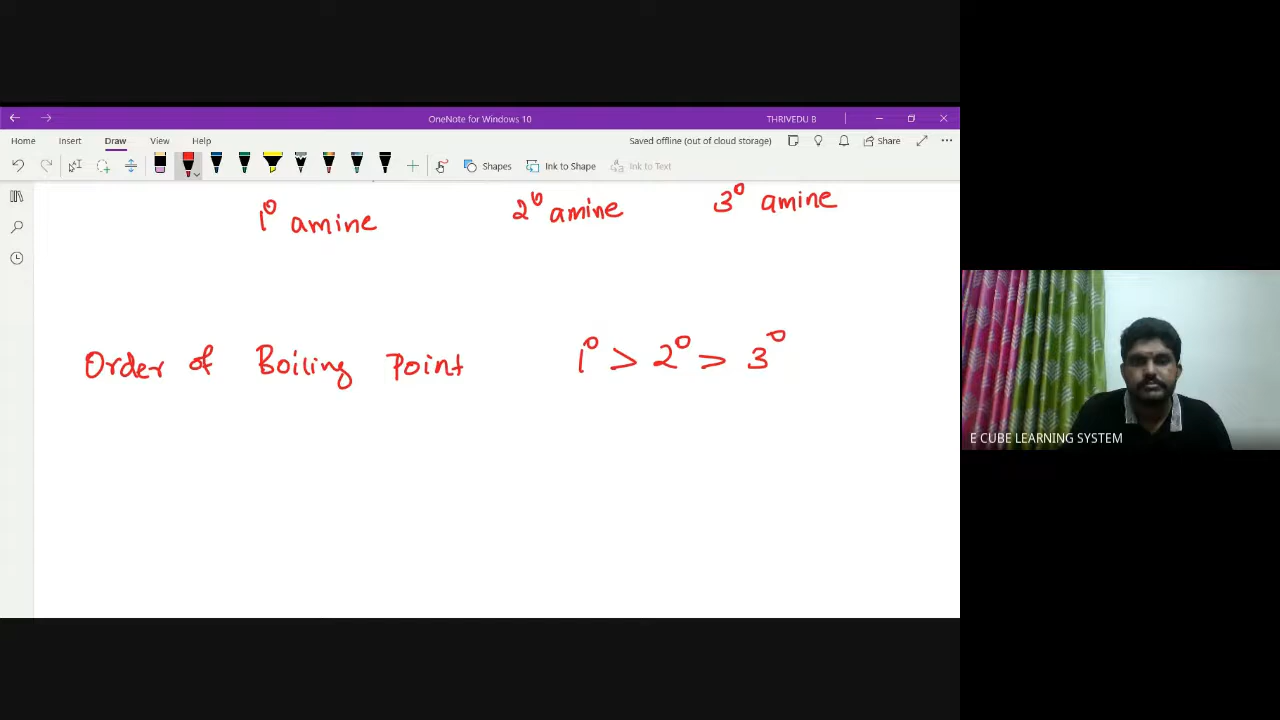 OneNote for Windows 10
THRIVEDU B
Home Insert Draw View Help
Saved offline (out of cloud storage)
Share
Shapes
Ink to Shape
Ink to Text
1° amine 2° amine 3° amine
Order of Boiling Point 1° > 2° > 3°
E CUBE LEARNING SYSTEM